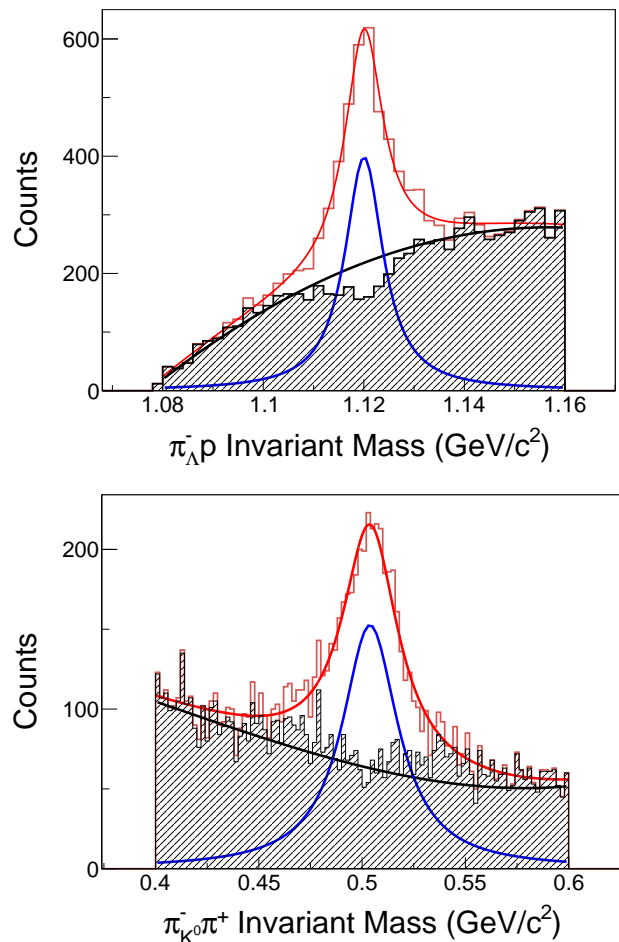 600
400
200
0
Counts
1.08 1.1 1.12 1.14 1.16
π⁻Λp Invariant Mass (GeV/c²)
200
100
0
Counts
0.4 0.45 0.5 0.55 0.6
π⁻K⁰π⁺ Invariant Mass (GeV/c²)